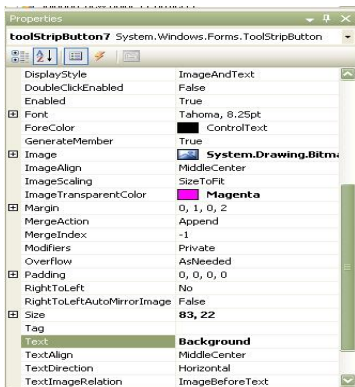 Properties
toolStripButton7 System.Windows.Forms.ToolStripButton
DisplayStyle ImageAndText
DoubleClickEnabled False
Enabled True
Font Tahoma, 8.25pt
ForeColor ControlText
GenerateMember True
Image System.Drawing.Bitma
ImageAlign MiddleCenter
ImageScaling SizeToFit
ImageTransparentColor Magenta
Margin 0, 1, 0, 2
MergeAction Append
MergeIndex -1
Modifiers Private
Overflow AsNeeded
Padding 0, 0, 0, 0
RightToLeft No
RightToLeftAutoMirrorImage False
Size 83, 22
Tag
Text Background
TextAlign MiddleCenter
TextDirection Horizontal
TextImageRelation ImageBeforeText